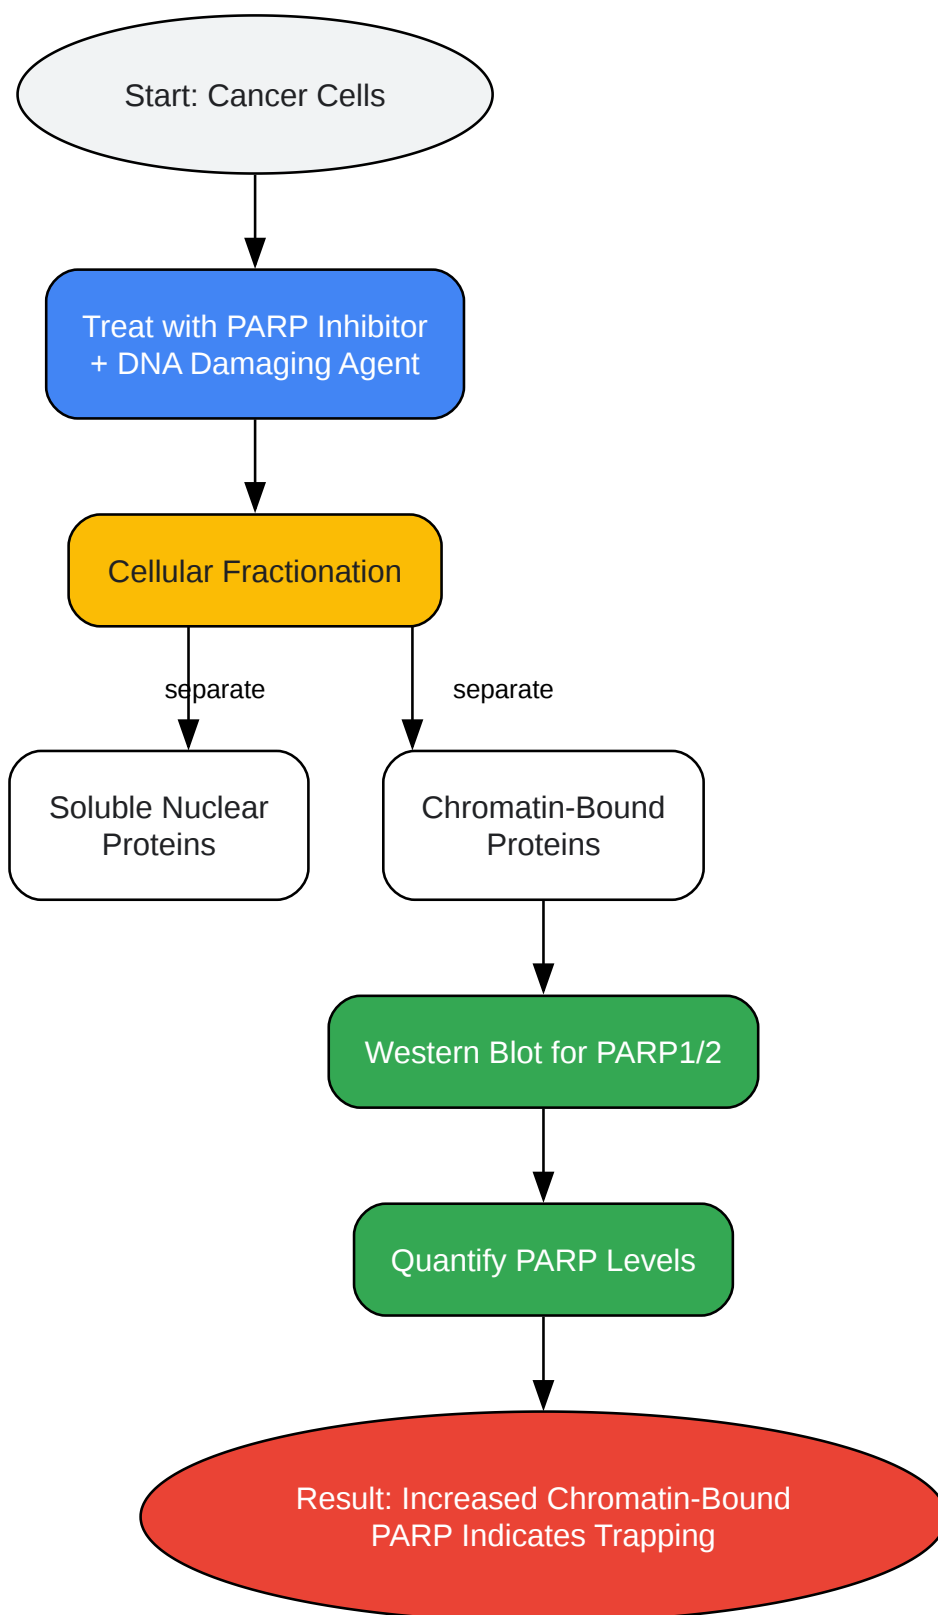 Start: Cancer Cells
Treat with PARP Inhibitor
+ DNA Damaging Agent
Cellular Fractionation
separate
separate
Soluble Nuclear
Proteins
Chromatin-Bound
Proteins
Western Blot for PARP1/2
Quantify PARP Levels
Result: Increased Chromatin-Bound
PARP Indicates Trapping